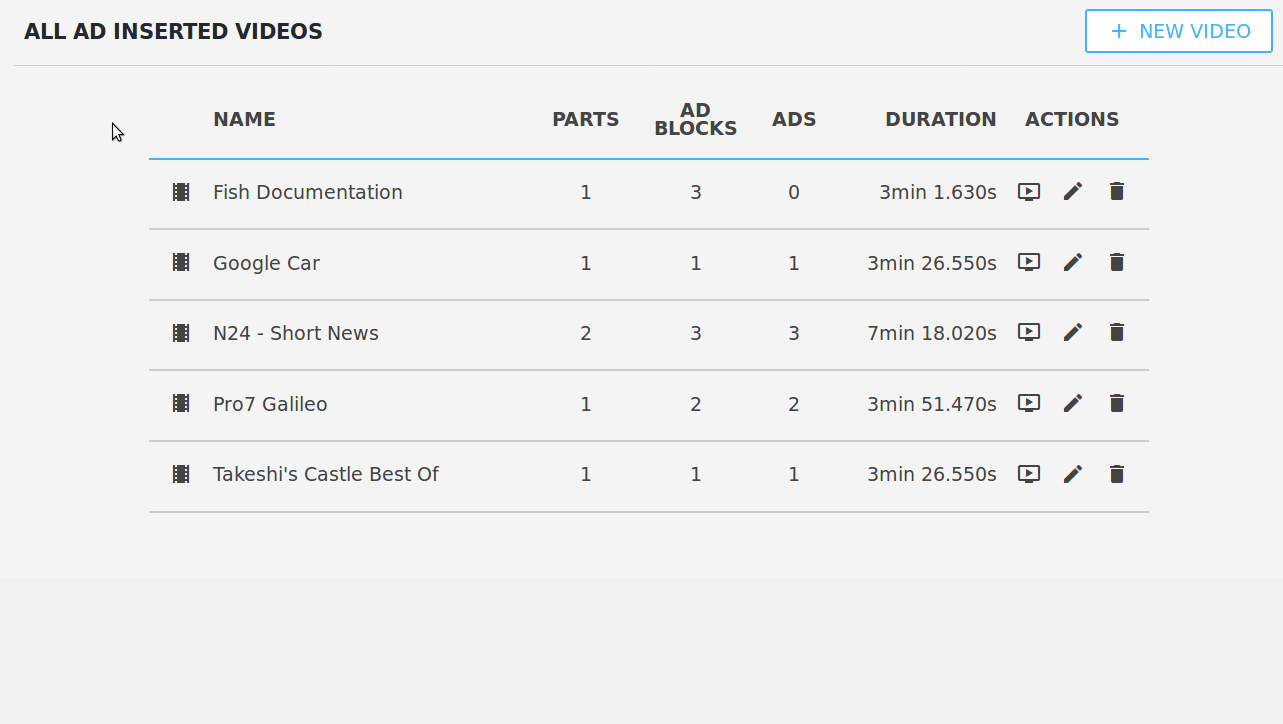 ALL AD INSERTED VIDEOS
+ NEW VIDEO
NAME PARTS AD BLOCKS ADS DURATION ACTIONS
Fish Documentation 1 3 0 3min 1.630s
Google Car 1 1 1 3min 26.550s
N24 - Short News 2 3 3 7min 18.020s
Pro7 Galileo 1 2 2 3min 51.470s
Takeshi's Castle Best Of 1 1 1 3min 26.550s